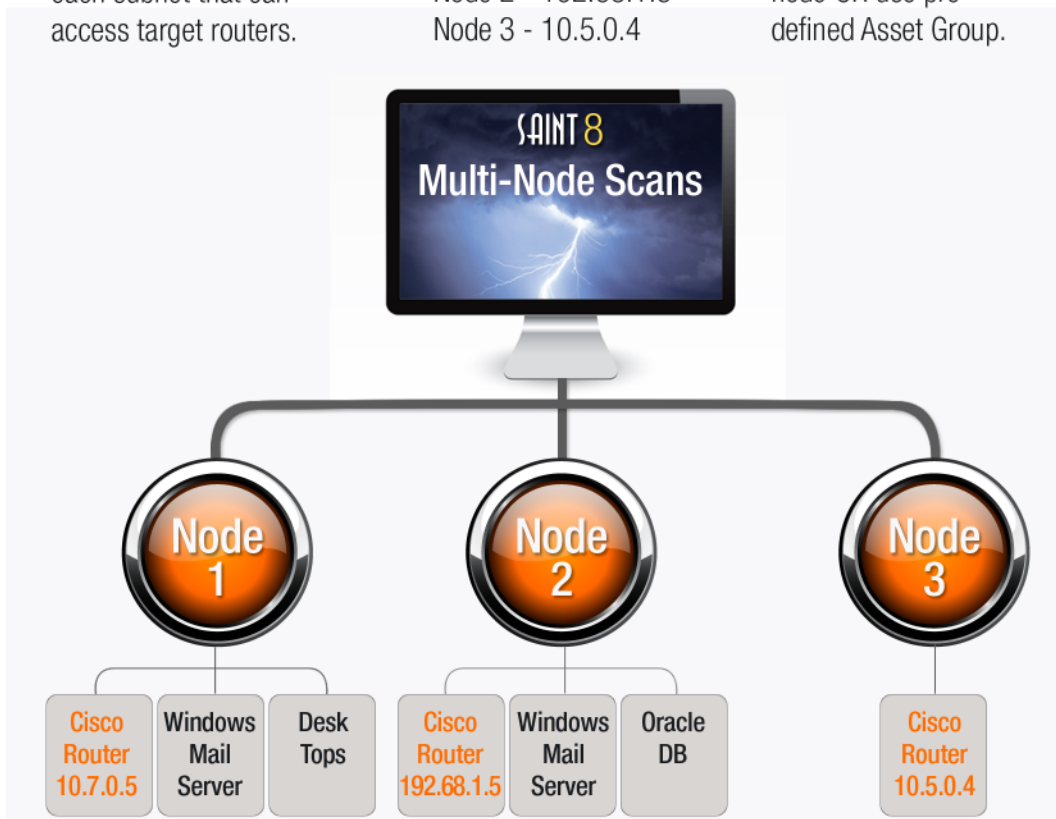 access target routers.
Node 3 - 10.5.0.4
defined Asset Group.
SAINT 8
Multi-Node Scans
Node
1
Node
2
Node
3
Cisco
Router
10.7.0.5
Windows
Mail
Server
Desk
Tops
Cisco
Router
192.68.1.5
Windows
Mail
Server
Oracle
DB
Cisco
Router
10.5.0.4